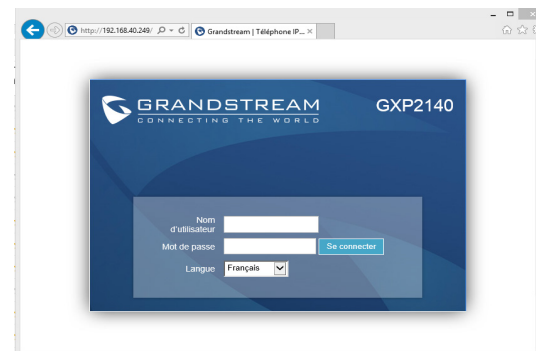 http://192.168.40.249/
Grandstream | Téléphone IP...
GRANDSTREAM
CONNECTING THE WORLD
GXP2140
Nom
d'utilisateur
Mot de passe
Se connecter
Langue
Français